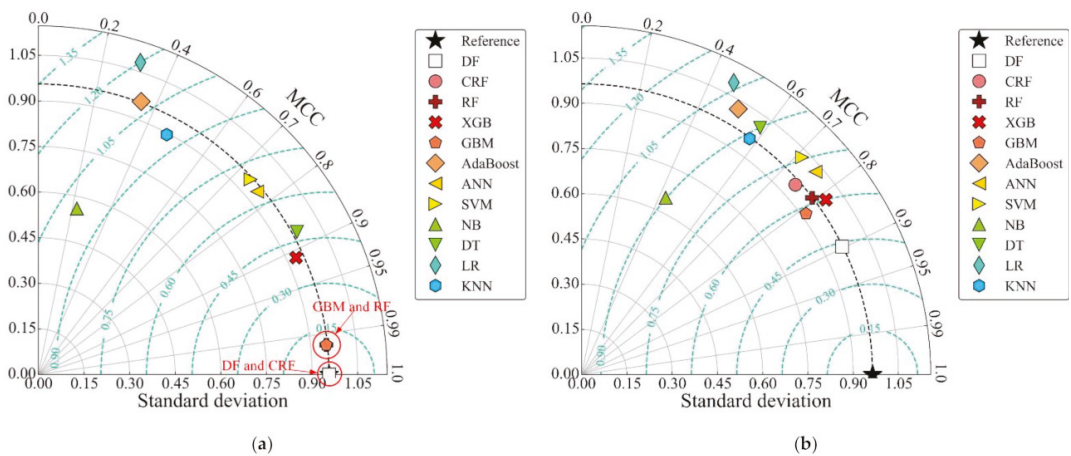 0.2
0.4
0.6
0.7
0.8
0.9
0.95
0.99
1.0
MCC
1.05
0.90
0.75
0.60
0.45
0.30
0.15
0.00
0.00
0.15
0.30
0.45
0.60
0.75
0.90
1.05
Standard deviation
1.35
1.20
1.05
0.90
0.75
0.60
0.45
0.30
0.15
GBM and RF
DF and CRF
Reference
DF
CRF
RF
XGB
GBM
AdaBoost
ANN
SVM
NB
DT
LR
KNN
(a)
0.2
0.4
0.6
0.7
0.8
0.9
0.95
0.99
1.0
MCC
1.05
0.90
0.75
0.60
0.45
0.30
0.15
0.00
0.00
0.15
0.30
0.45
0.60
0.75
0.90
1.05
Standard deviation
1.35
1.20
1.05
0.90
0.75
0.60
0.45
0.30
0.15
Reference
DF
CRF
RF
XGB
GBM
AdaBoost
ANN
SVM
NB
DT
LR
KNN
(b)